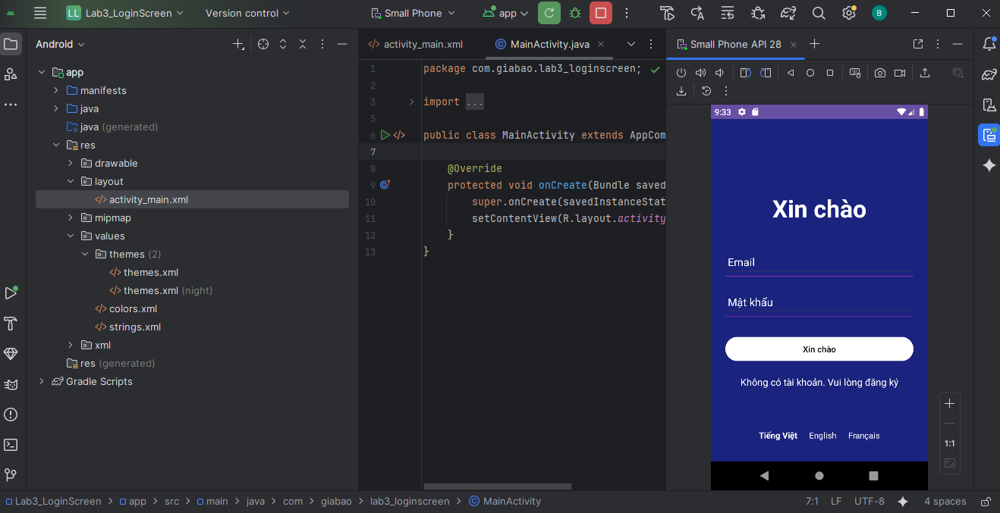 LL Lab3_LoginScreen Version control Small Phone app B
Android
activity_main.xml MainActivity.java
Small Phone API 28
app
manifests
java
java (generated)
res
drawable
layout
activity_main.xml
mipmap
values
themes (2)
themes.xml
themes.xml (night)
colors.xml
strings.xml
xml
res (generated)
Gradle Scripts
1 package com.giabao.lab3_loginscreen;
2
3 import ...
5
6 public class MainActivity extends AppCom
7
8 @Override
9 protected void onCreate(Bundle saved
10 super.onCreate(savedInstanceStat
11 setContentView(R.layout.activity
12 }
13 }
9:33
Xin chào
Email
Mật khẩu
Xin chào
Không có tài khoản. Vui lòng đăng ký
Tiếng Việt English Français
1:1
Lab3_LoginScreen > app > src > main > java > com > giabao > lab3_loginscreen > MainActivity
7:1 LF UTF-8 4 spaces